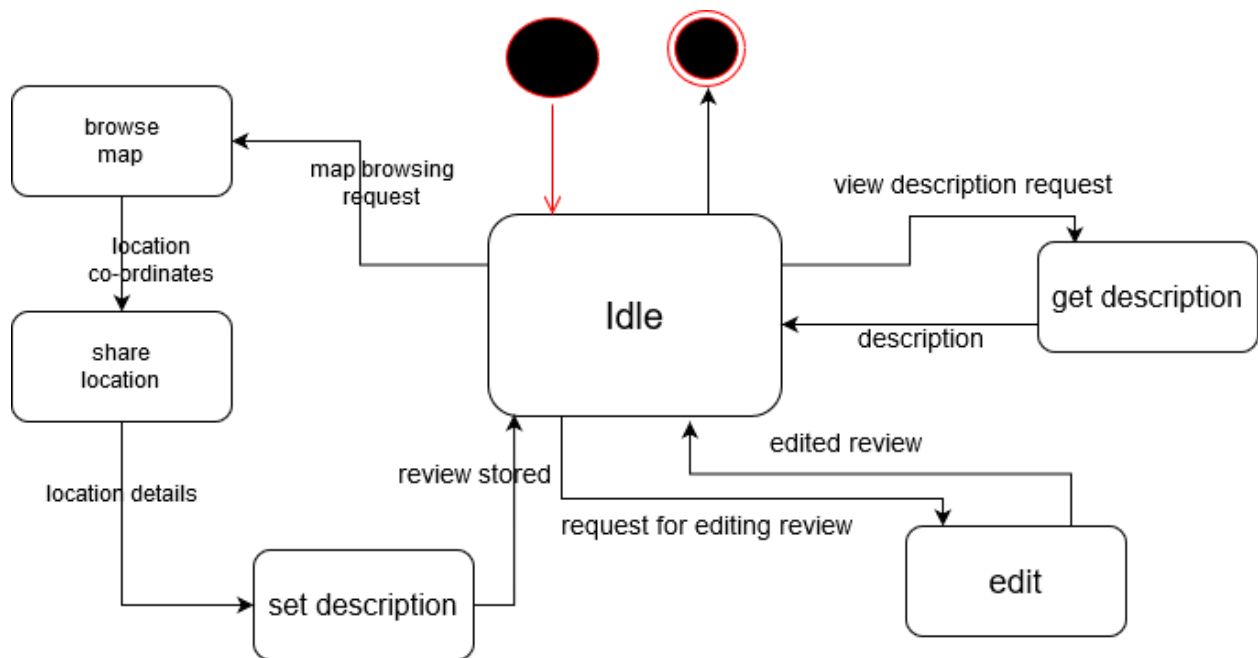 browse
map
map browsing
request
view description request
location
co-ordinates
Idle
get description
description
share
location
edited review
review stored
location details
request for editing review
set description
edit